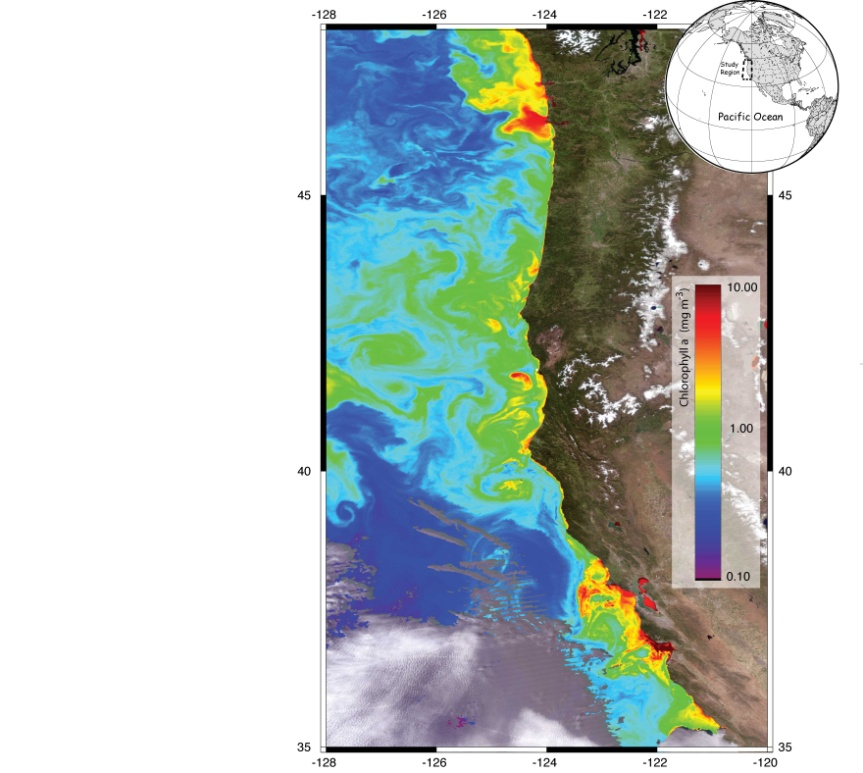 -128 -126 -124 -122
Study
Region
Pacific Ocean
45 45
10.00
Chlorophyll a (mg m-3)
1.00
40 40
0.10
35 35
-128 -126 -124 -122 -120